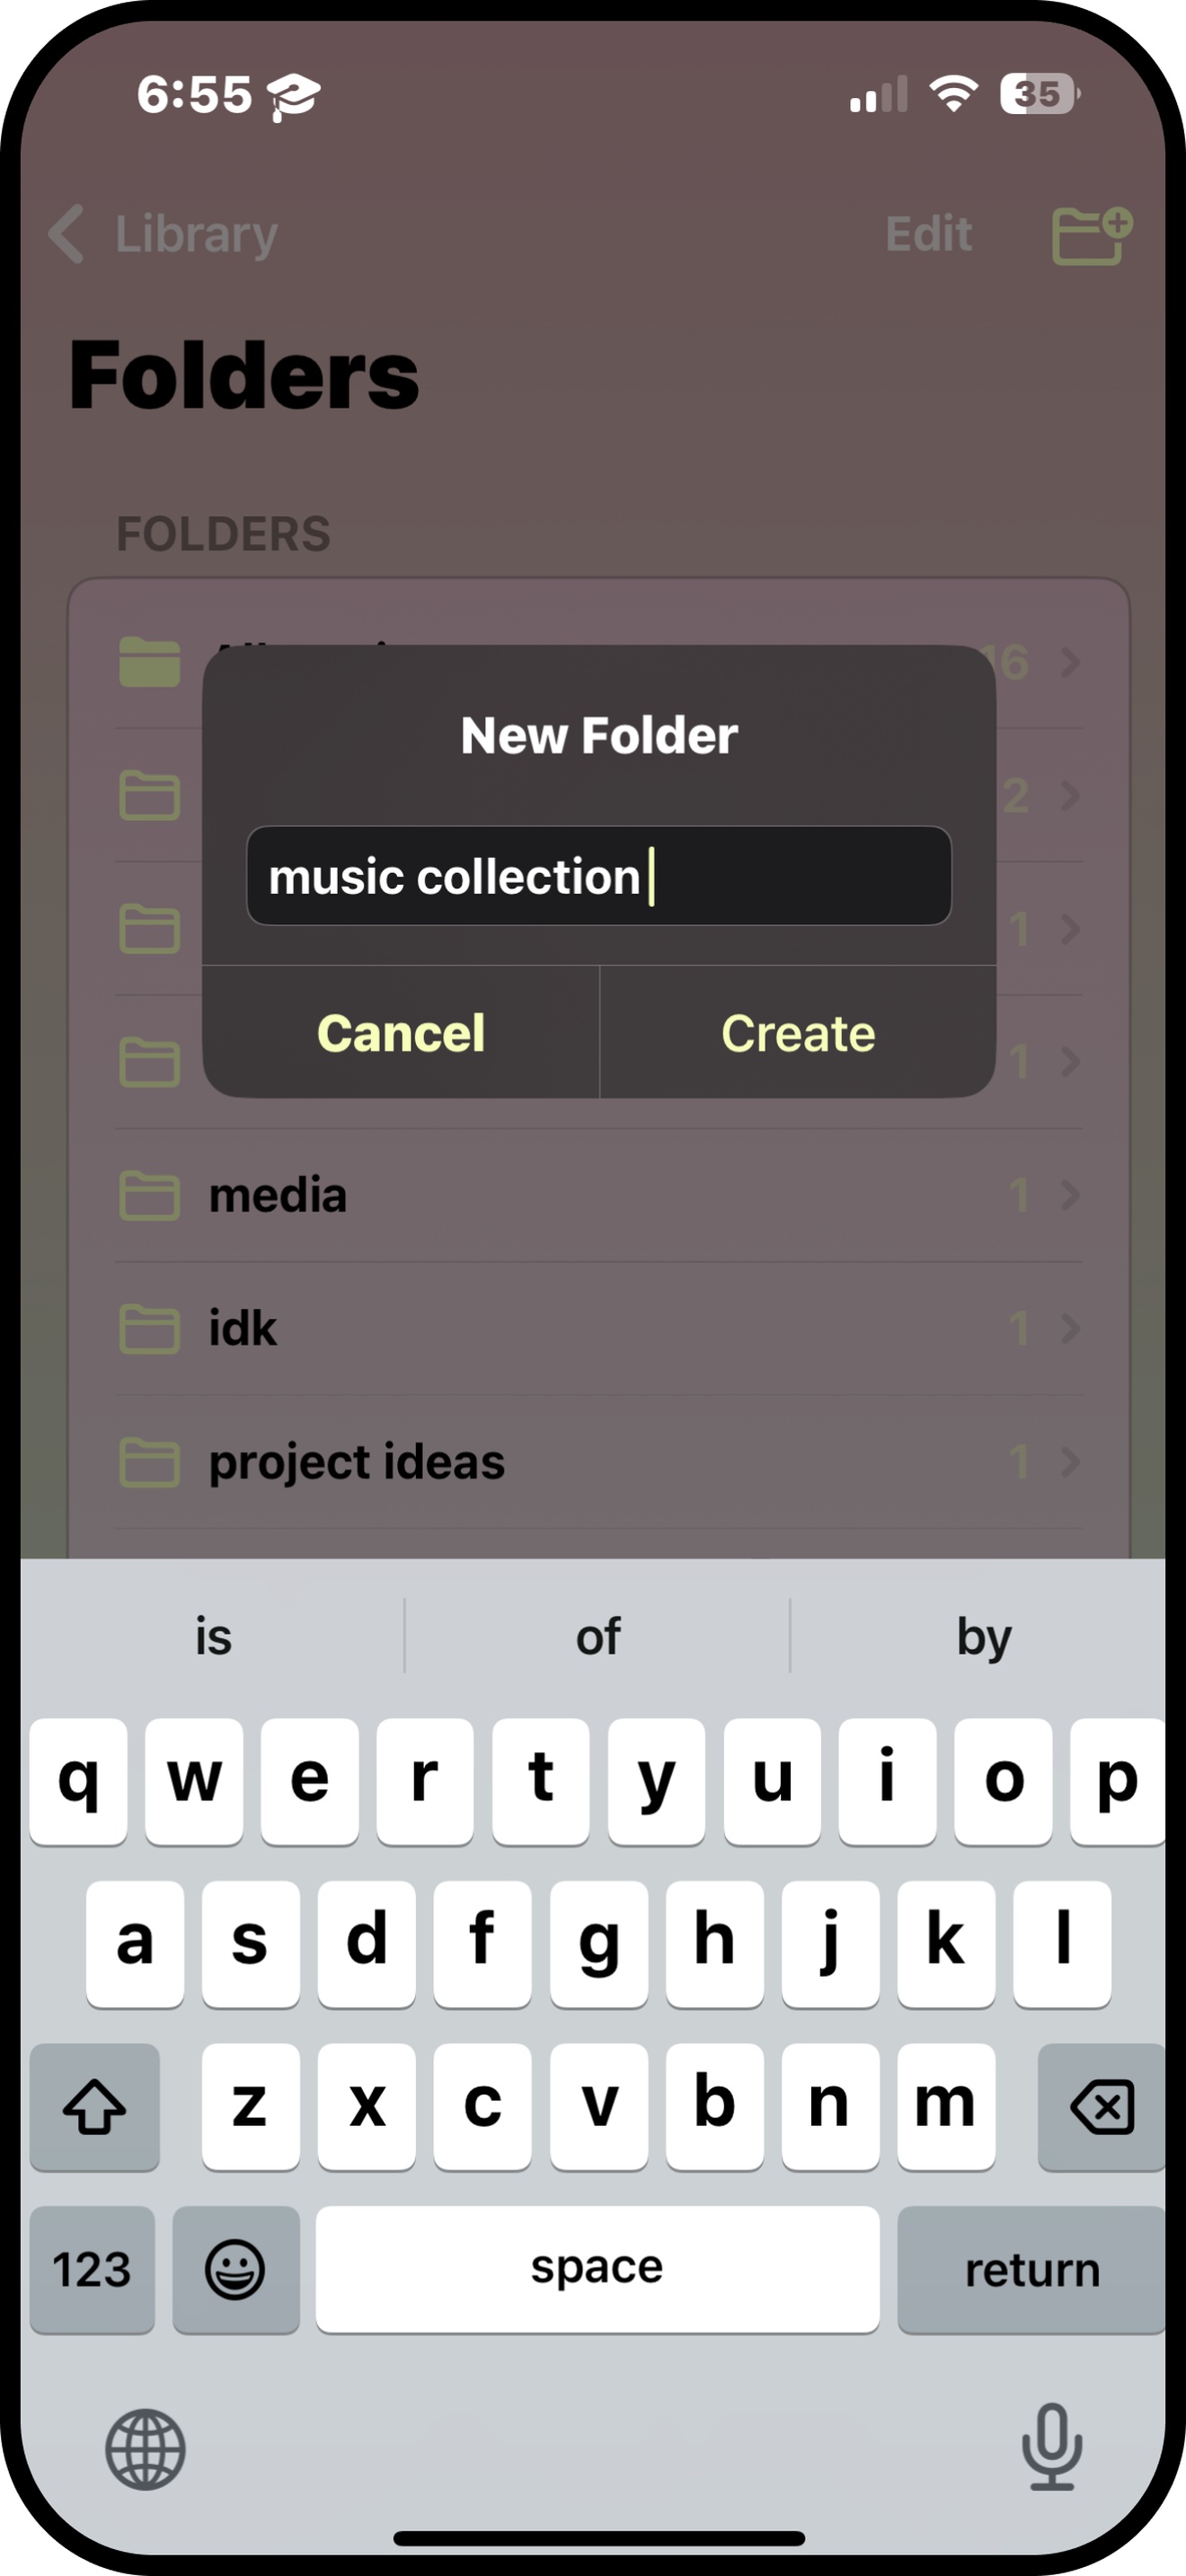 6:55
35
Library
Edit
Folders
FOLDERS
16
New Folder
2
music collection
1
Cancel
Create
1
media
1
idk
1
project ideas
1
is
of
by
q w e r t y u i o p
a s d f g h j k l
z x c v b n m
123
space
return